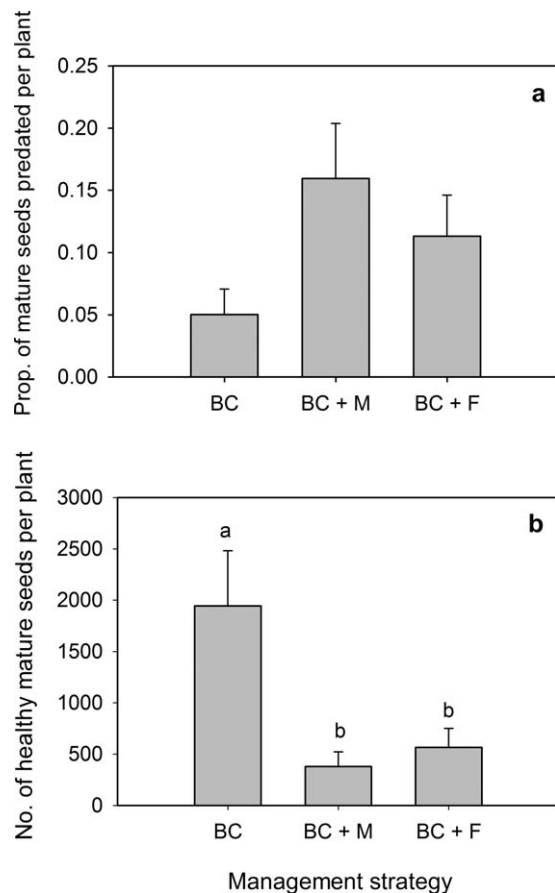 Prop. of mature seeds predated per plant
0.25
0.20
0.15
0.10
0.05
0.00
a
BC
BC + M
BC + F
No. of healthy mature seeds per plant
3000
2500
2000
1500
1000
500
0
b
a
b
b
BC
BC + M
BC + F
Management strategy